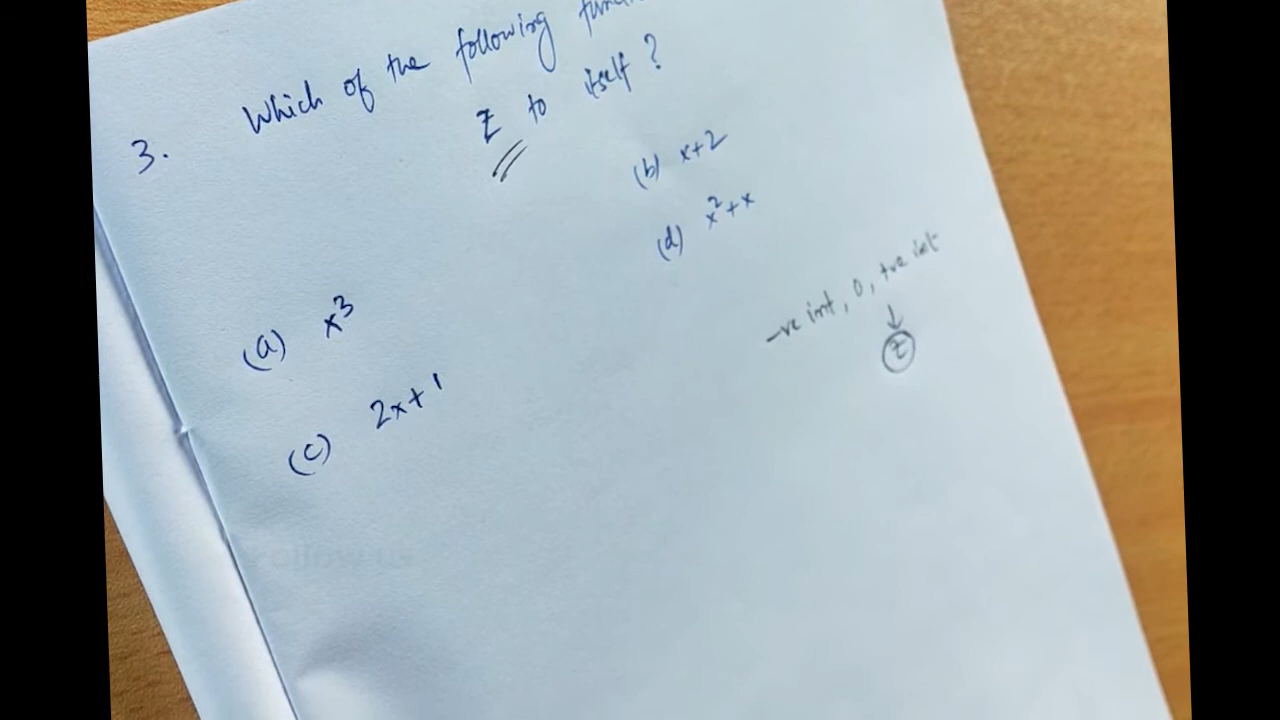 3. Which of the following
Z to itself ?
(a) x³ (b) x+2
(c) 2x+1 (d) x²+x
-ve int, 0, +ve int
↓
Z